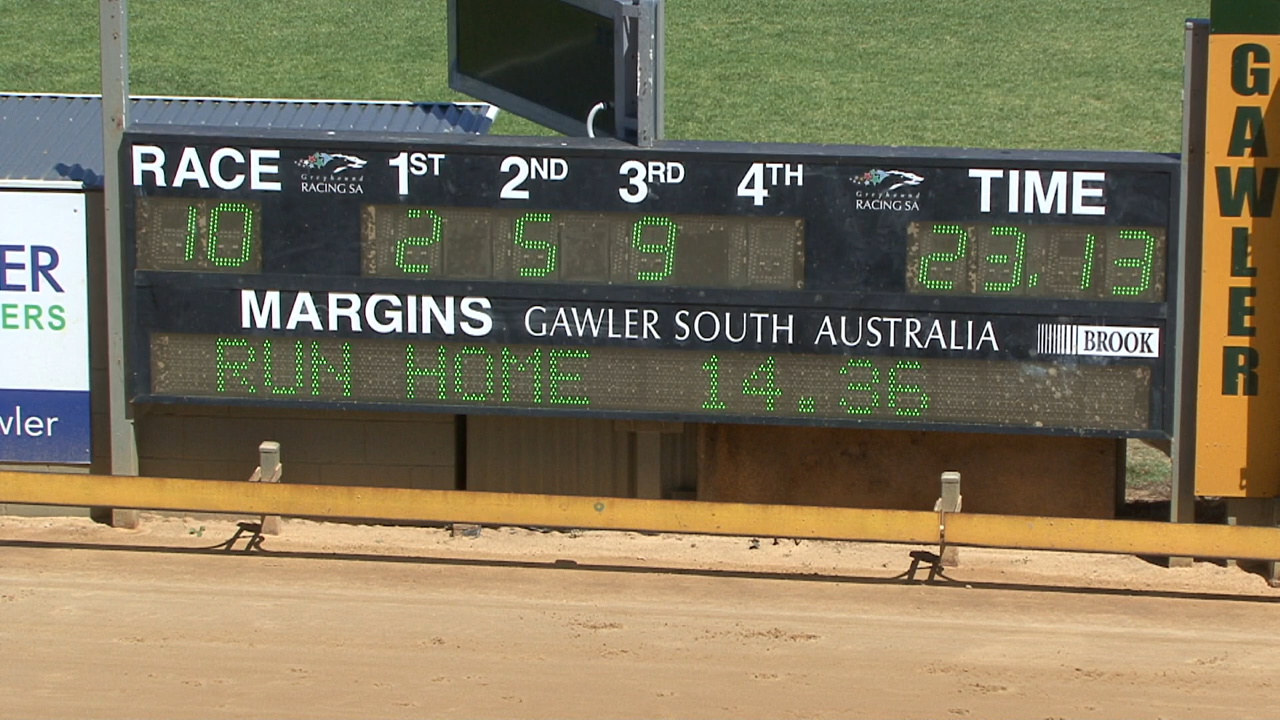 RACE Greyhound RACING SA 1ST 2ND 3RD 4TH Greyhound RACING SA TIME
10 2 5 9 23.13
MARGINS GAWLER SOUTH AUSTRALIA BROOK
RUN HOME 14.36
ER
ERS
wler
GAWLER